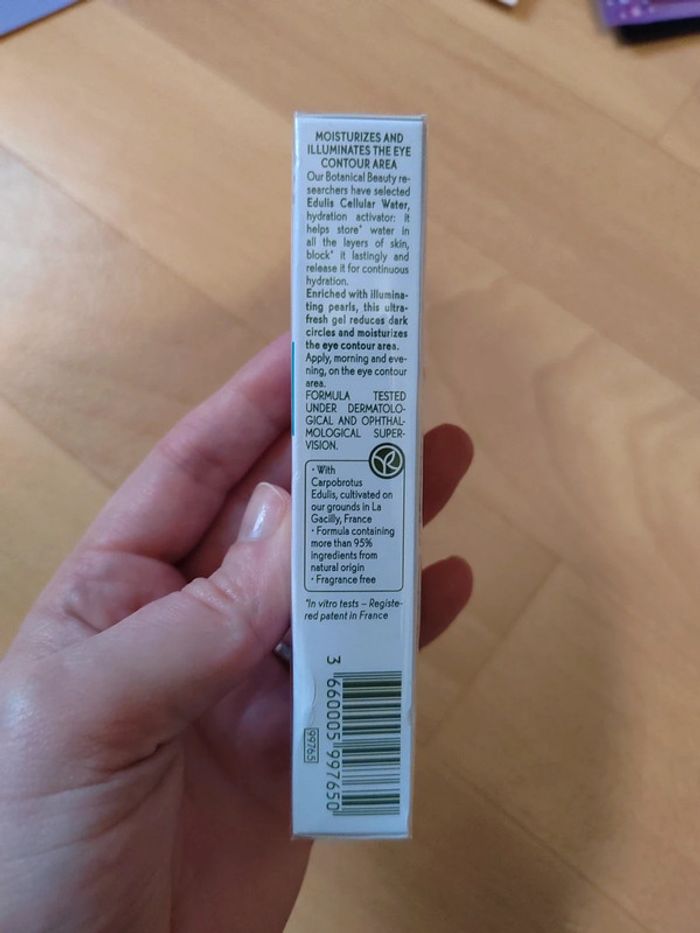 MOISTURIZES AND
ILLUMINATES THE EYE
CONTOUR AREA
Our Botanical Beauty re-
searchers have selected
Edulis Cellular Water,
hydration activator: it
helps store* water in
all the layers of skin,
block* it lastingly and
release it for continuous
hydration.
Enriched with illumina-
ting pearls, this ultra-
fresh gel reduces dark
circles and moisturizes
the eye contour area.
Apply, morning and eve-
ning, on the eye contour
area.
FORMULA TESTED
UNDER DERMATOLO-
GICAL AND OPHTHAL-
MOLOGICAL SUPER-
VISION.
• With
Carpobrotus
Edulis, cultivated on
our grounds in La
Gacilly, France
• Formula containing
more than 95%
ingredients from
natural origin
• Fragrance free
*In vitro tests – Registe-
red patent in France
3 660005 997650
99765